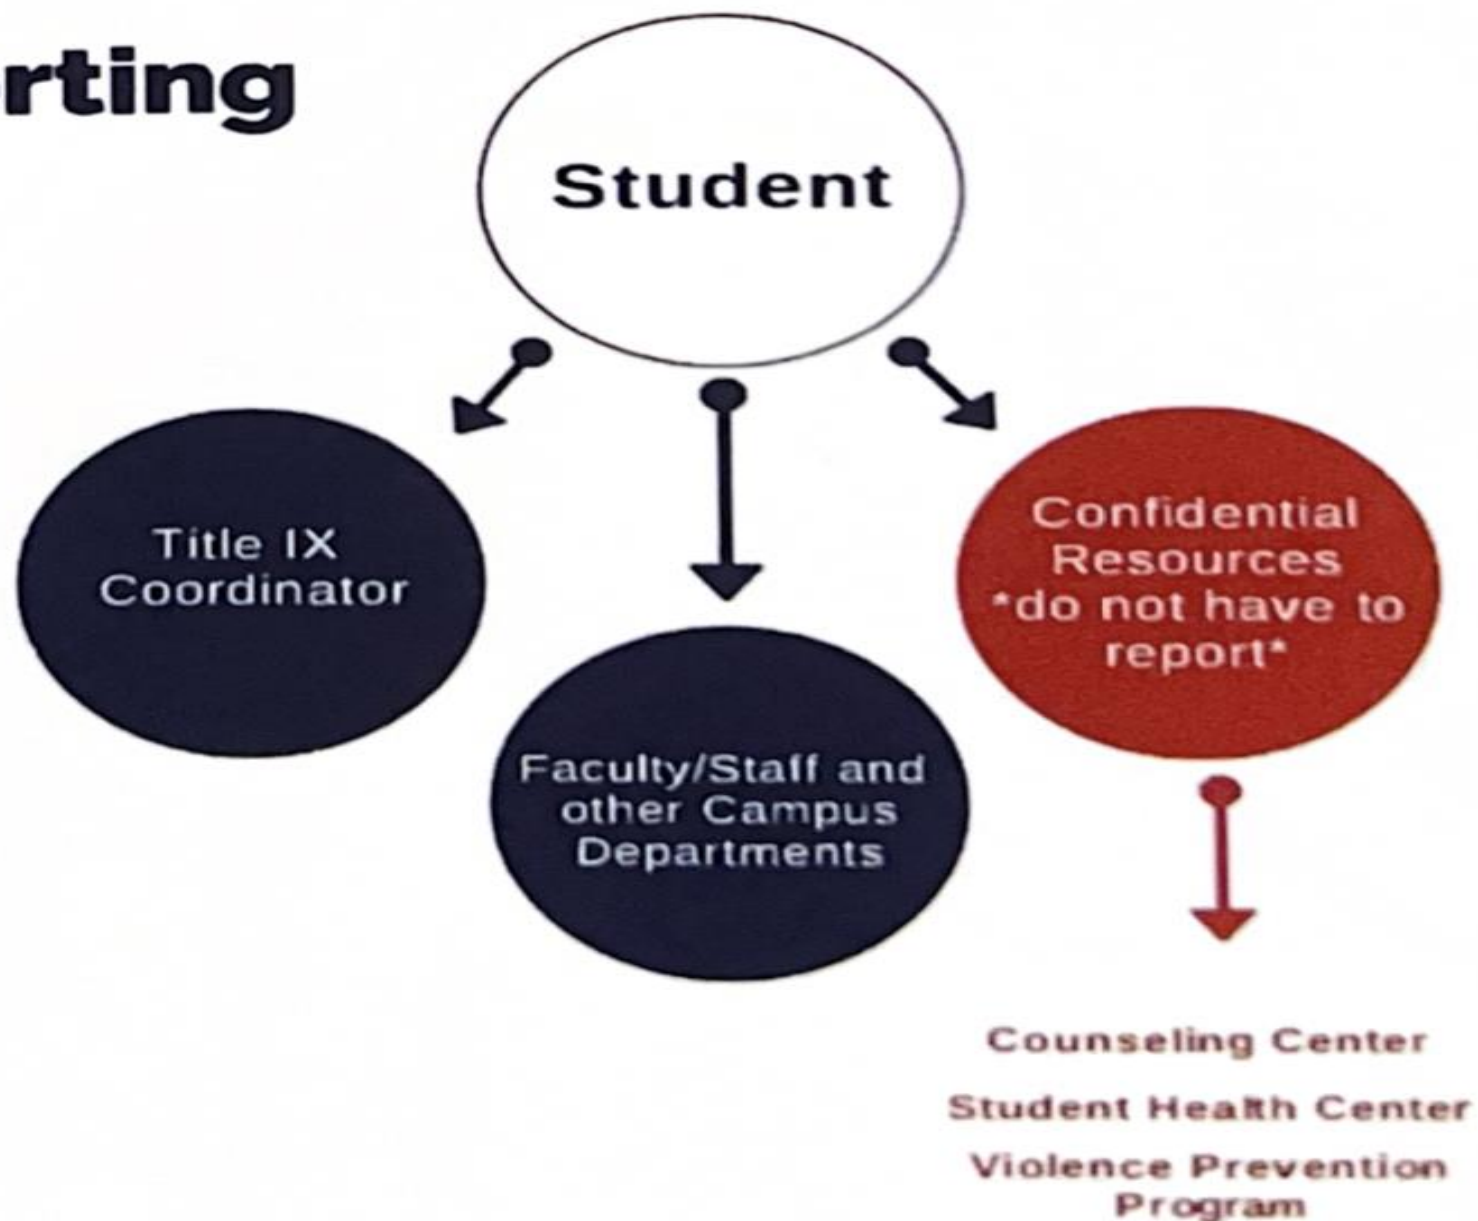 rting
Student
Title IX
Coordinator
Faculty/Staff and
other Campus
Departments
Confidential
Resources
*do not have to
report*
Counseling Center
Student Health Center
Violence Prevention
Program